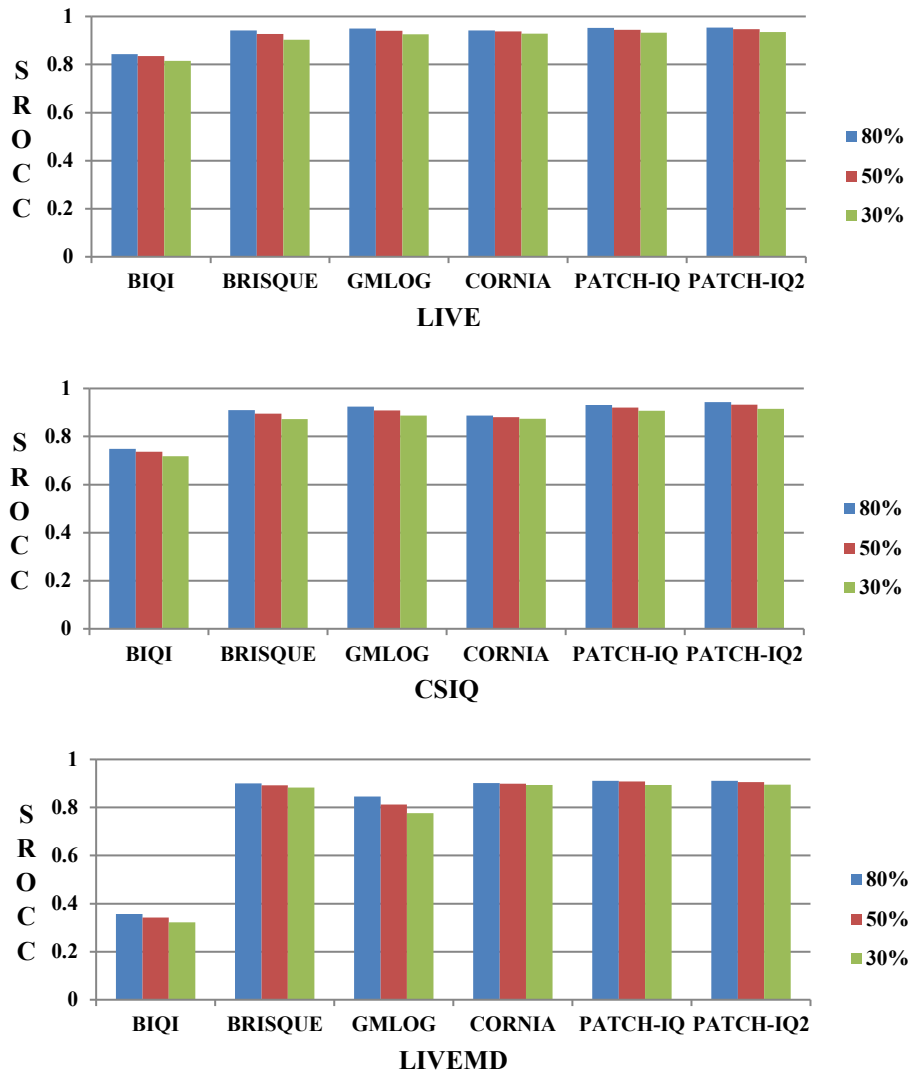 1
0.8
0.6
0.4
0.2
0
S
R
O
C
C
BIQI BRISQUE GMLOG CORNIA PATCH-IQ PATCH-IQ2
LIVE
80%
50%
30%
1
0.8
0.6
0.4
0.2
0
S
R
O
C
C
BIQI BRISQUE GMLOG CORNIA PATCH-IQ PATCH-IQ2
CSIQ
80%
50%
30%
1
0.8
0.6
0.4
0.2
0
S
R
O
C
C
BIQI BRISQUE GMLOG CORNIA PATCH-IQ PATCH-IQ2
LIVEMD
80%
50%
30%